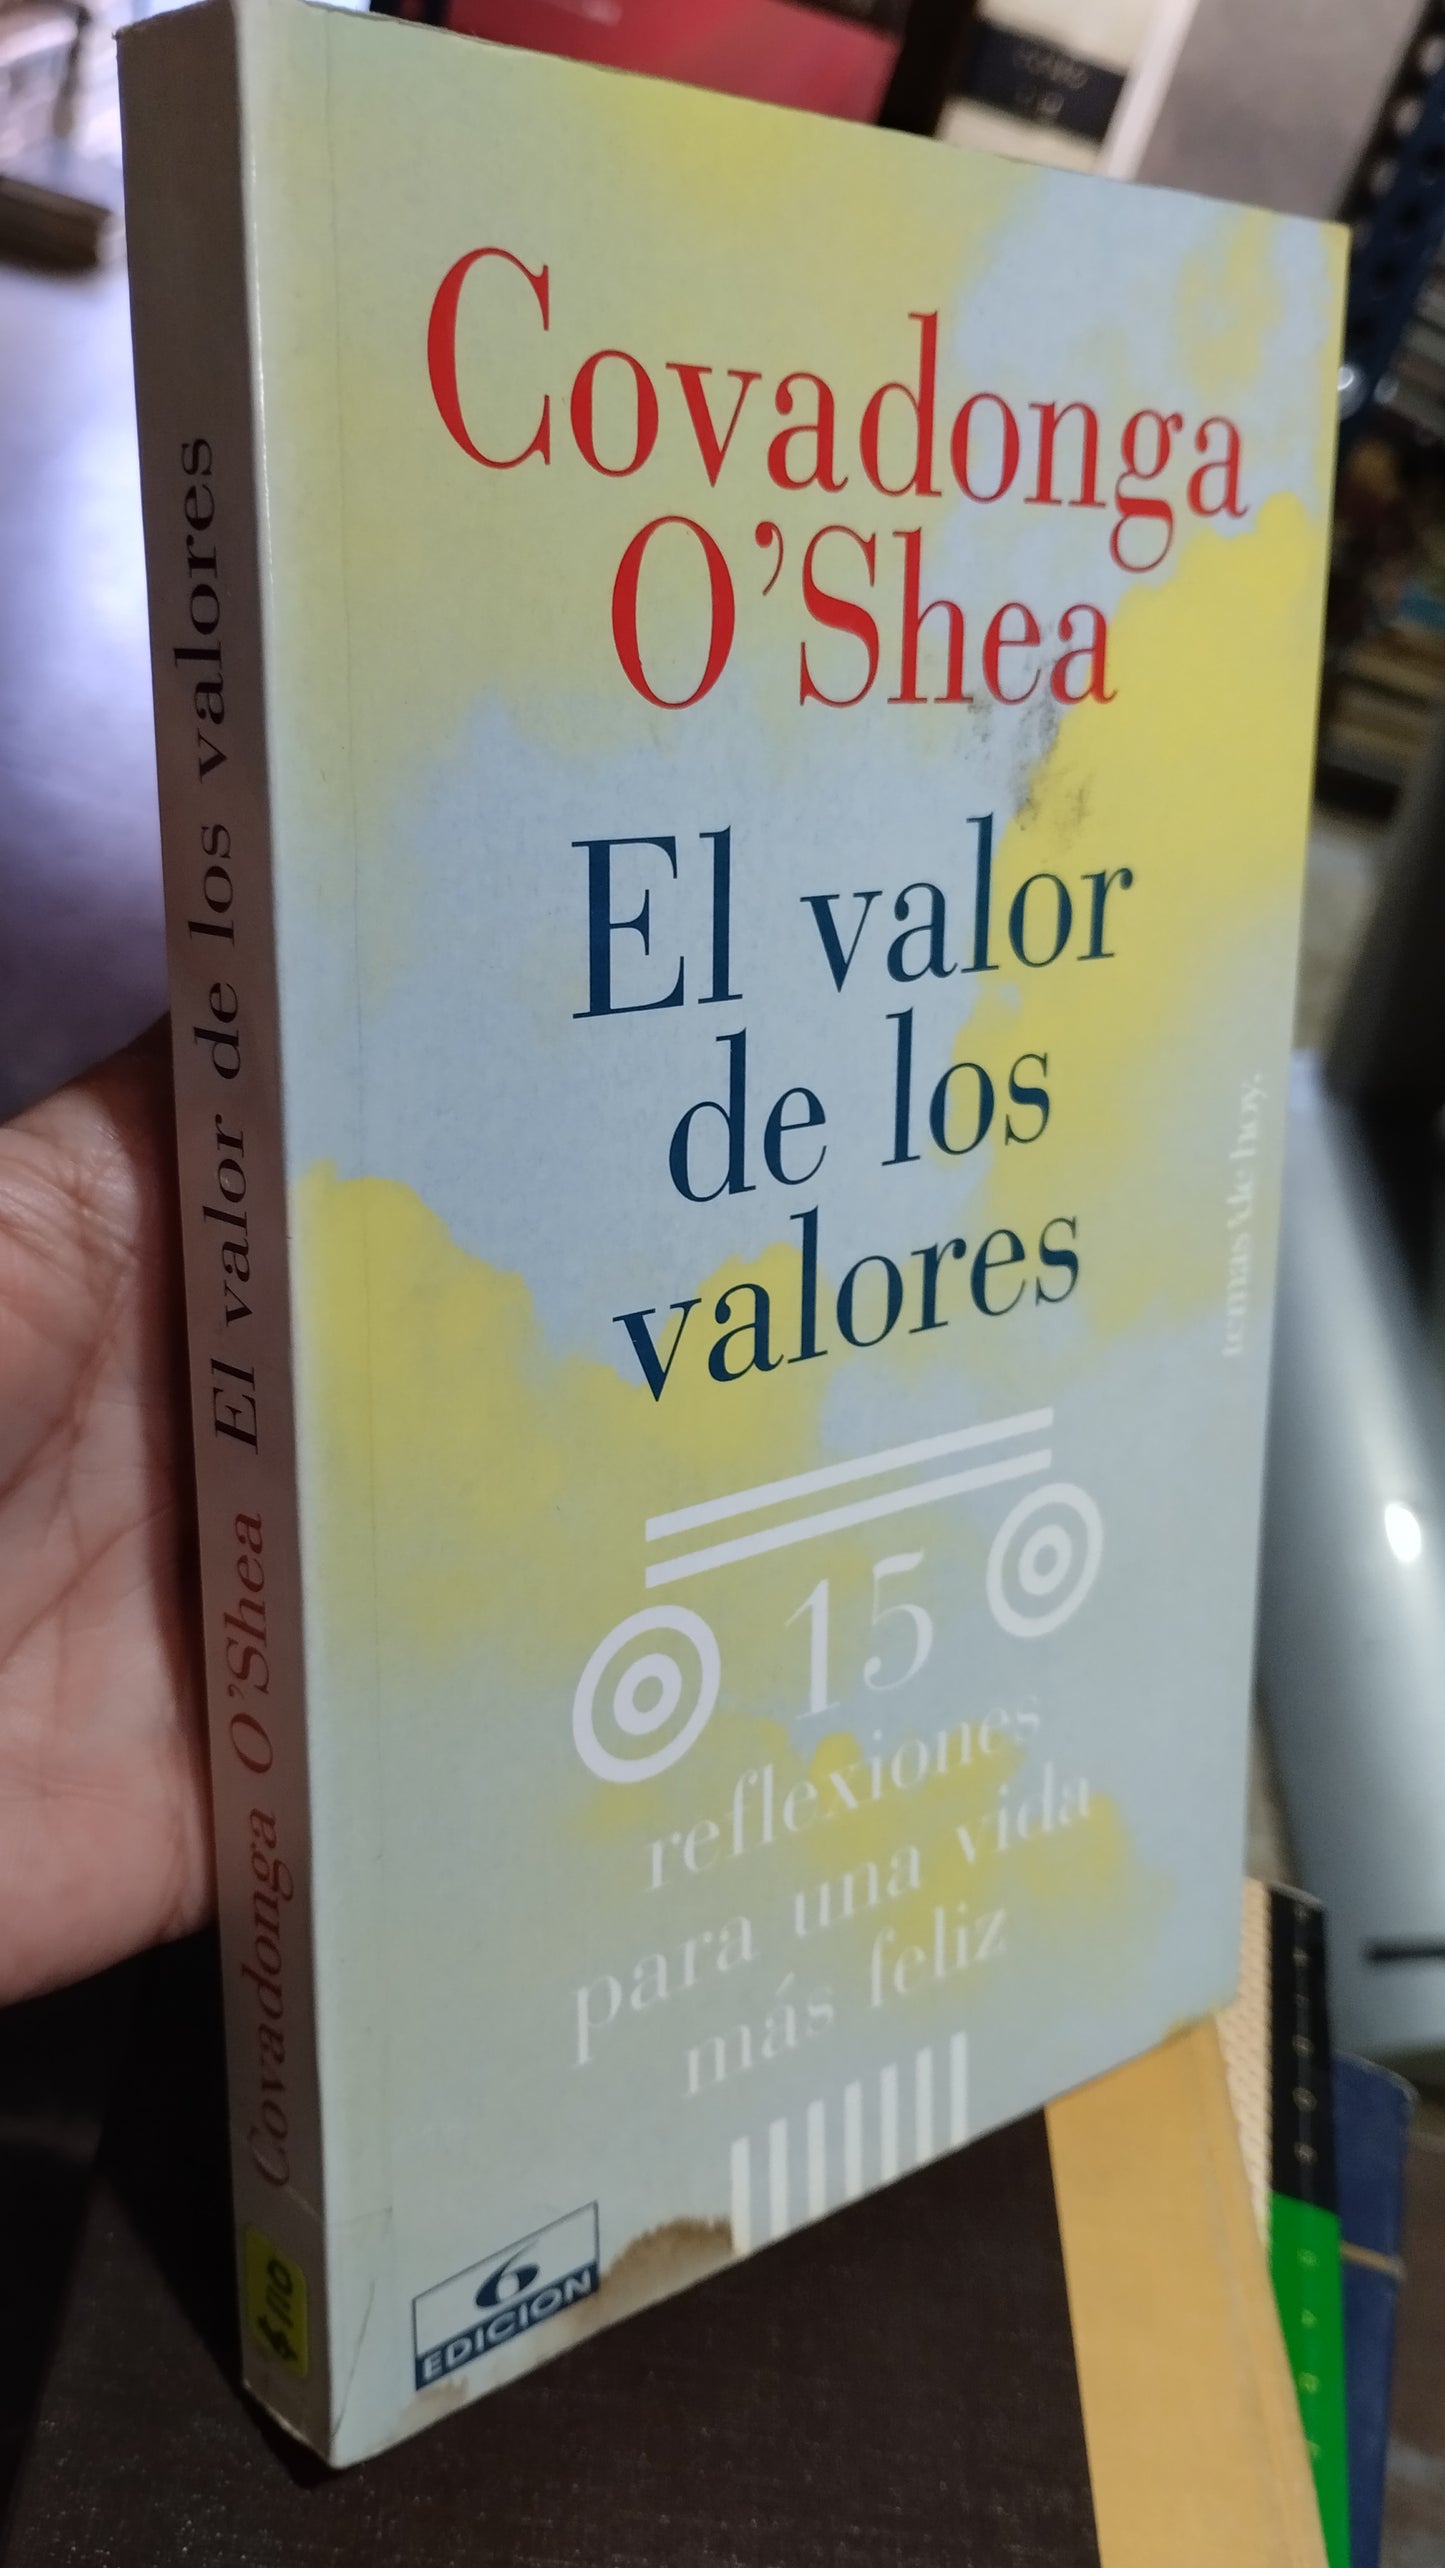 Covadonga
O'Shea
El valor
de los
valores
temas de hoy.
15
reflexiones
para una vida
más feliz
6
EDICION
Covadonga O'Shea El valor de los valores
$110